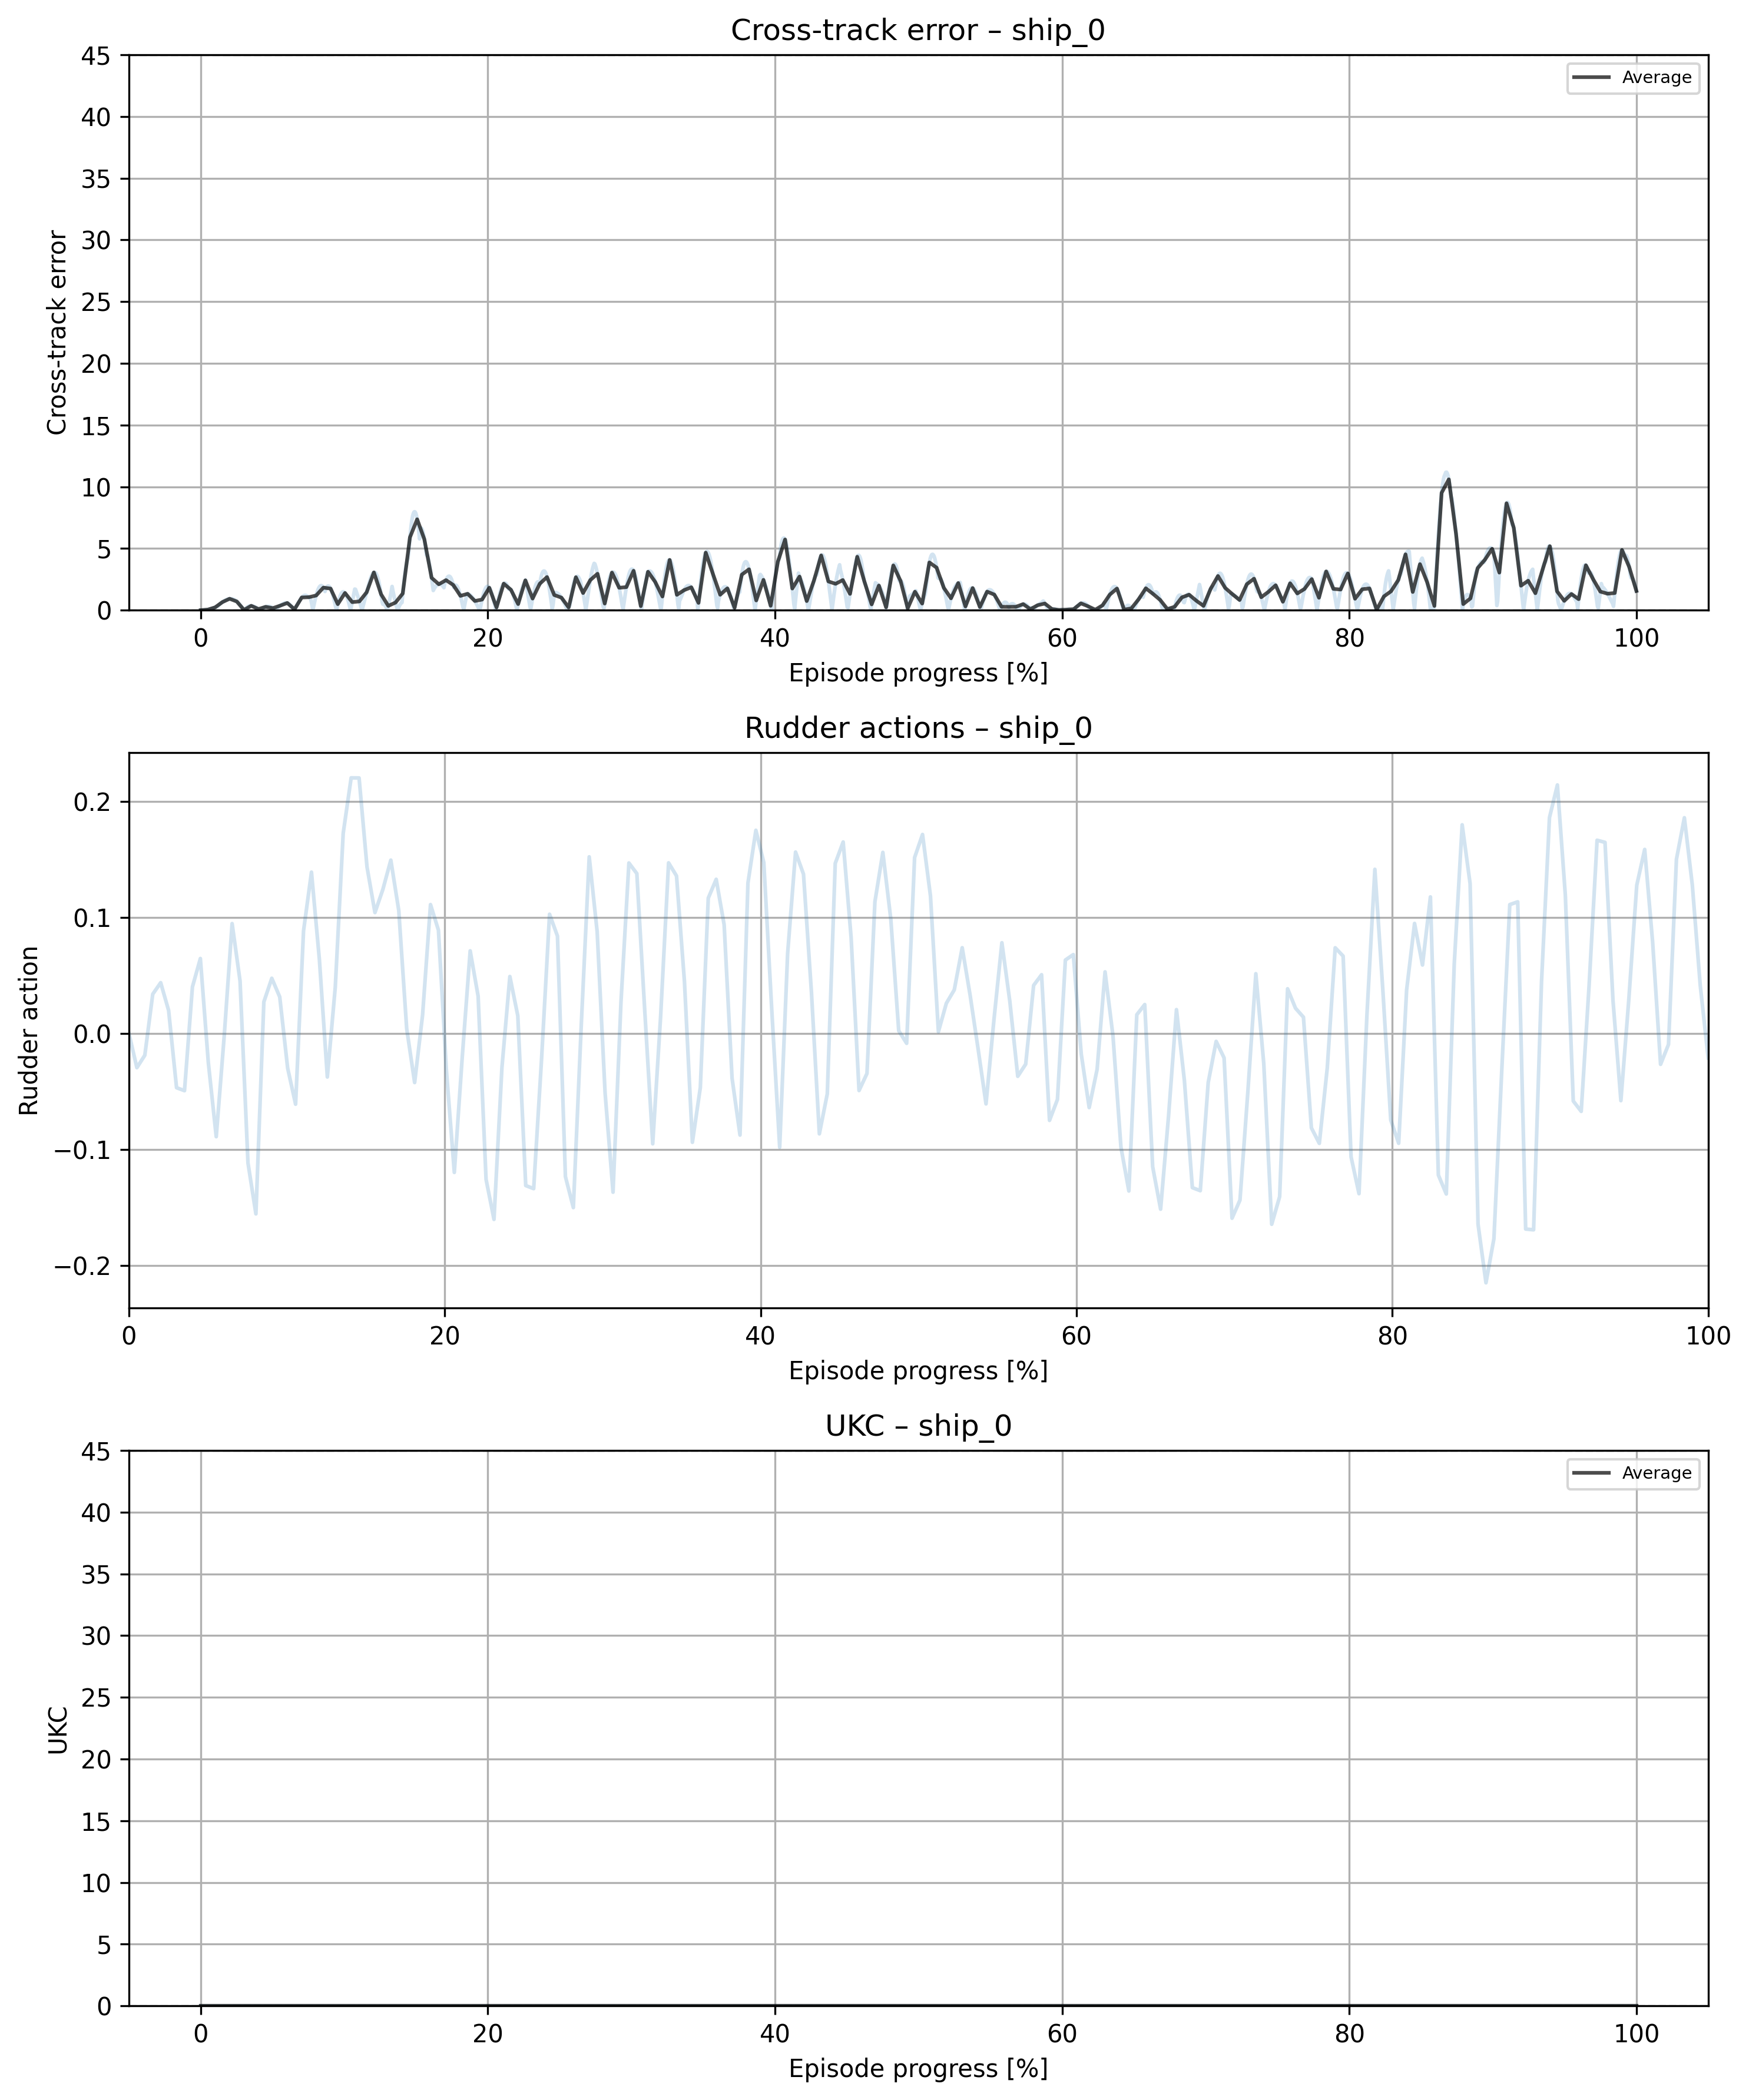 Cross-track error – ship_0
45
40
35
30
25
20
15
10
5
0
Cross-track error
Average
0 20 40 60 80 100
Episode progress [%]
Rudder actions – ship_0
0.2
0.1
0.0
−0.1
−0.2
Rudder action
0 20 40 60 80 100
Episode progress [%]
UKC – ship_0
45
40
35
30
25
20
15
10
5
0
UKC
Average
0 20 40 60 80 100
Episode progress [%]